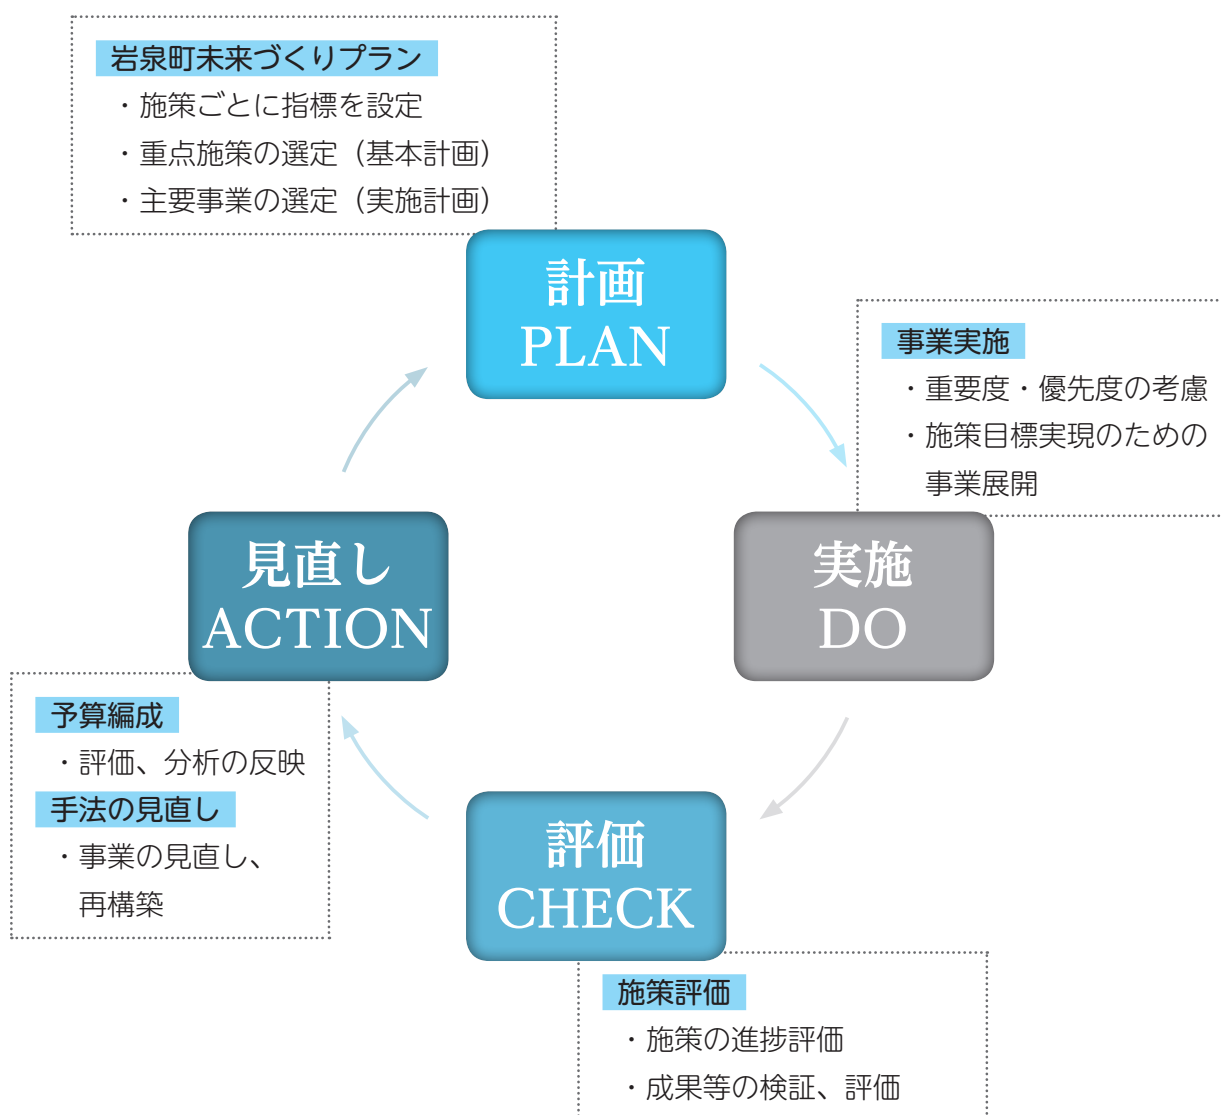 岩泉町未来づくりプラン
・施策ごとに指標を設定
・重点施策の選定（基本計画）
・主要事業の選定（実施計画）
計画
PLAN
事業実施
・重要度・優先度の考慮
・施策目標実現のための
事業展開
実施
DO
見直し
ACTION
予算編成
・評価、分析の反映
手法の見直し
・事業の見直し、
再構築
評価
CHECK
施策評価
・施策の進捗評価
・成果等の検証、評価